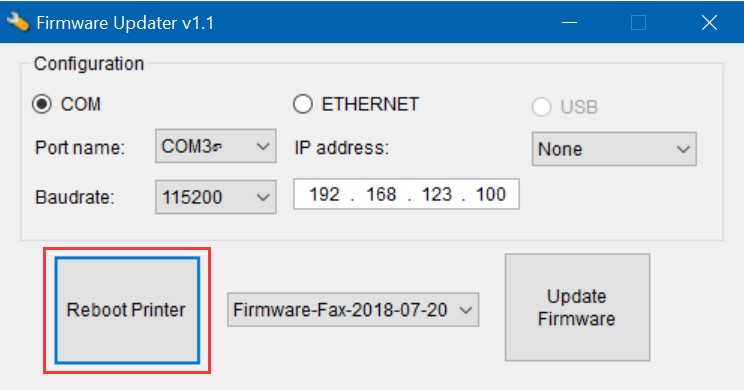 Firmware Updater v1.1
Configuration
COM
ETHERNET
USB
Port name:
COM3
IP address:
None
Baudrate:
115200
192 . 168 . 123 . 100
Reboot Printer
Firmware-Fax-2018-07-20
Update
Firmware